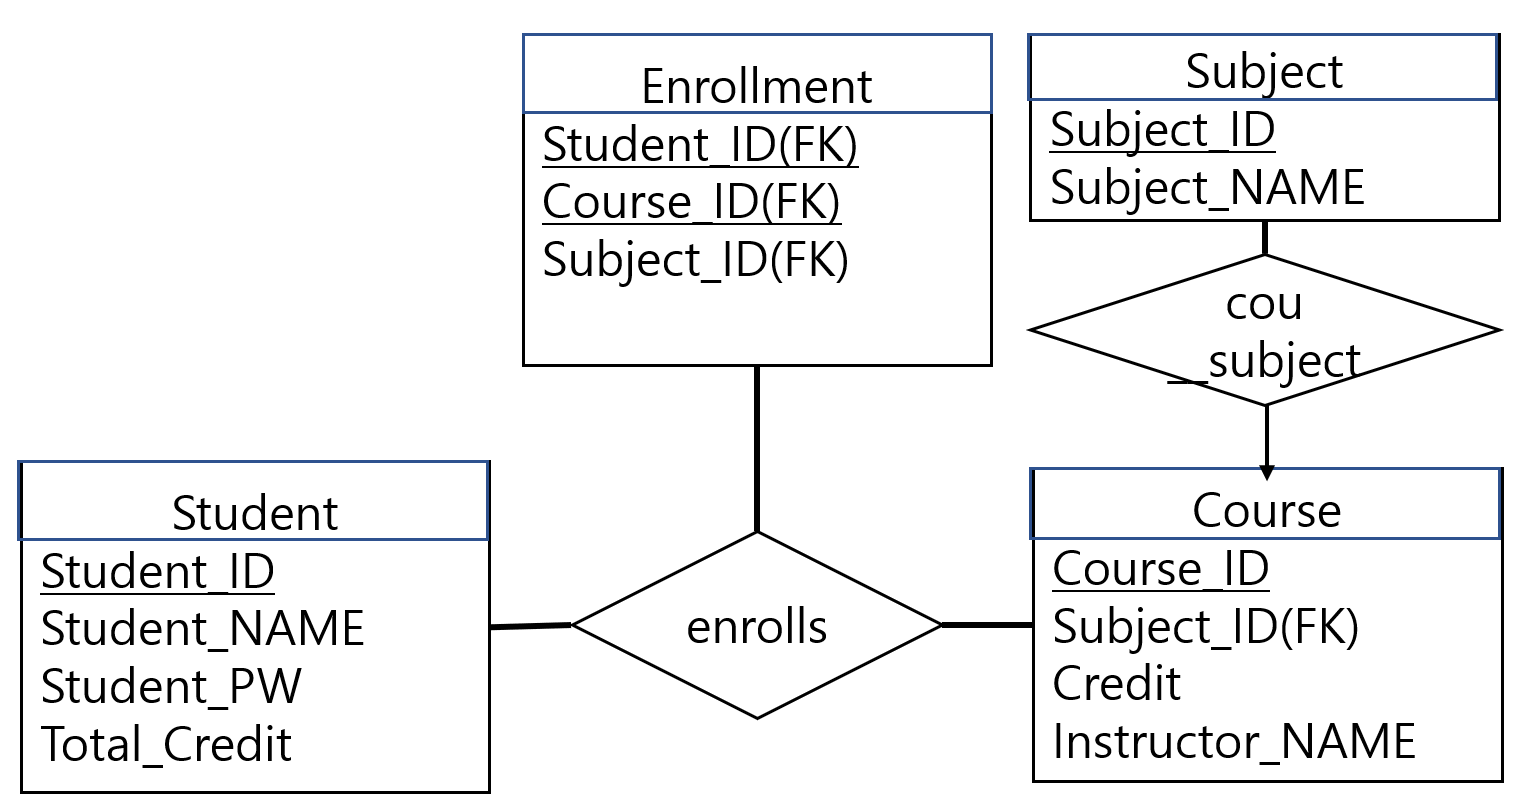 Enrollment
Student_ID(FK)
Course_ID(FK)
Subject_ID(FK)
Subject
Subject_ID
Subject_NAME
cou
__subject
Student
Student_ID
Student_NAME
Student_PW
Total_Credit
enrolls
Course
Course_ID
Subject_ID(FK)
Credit
Instructor_NAME